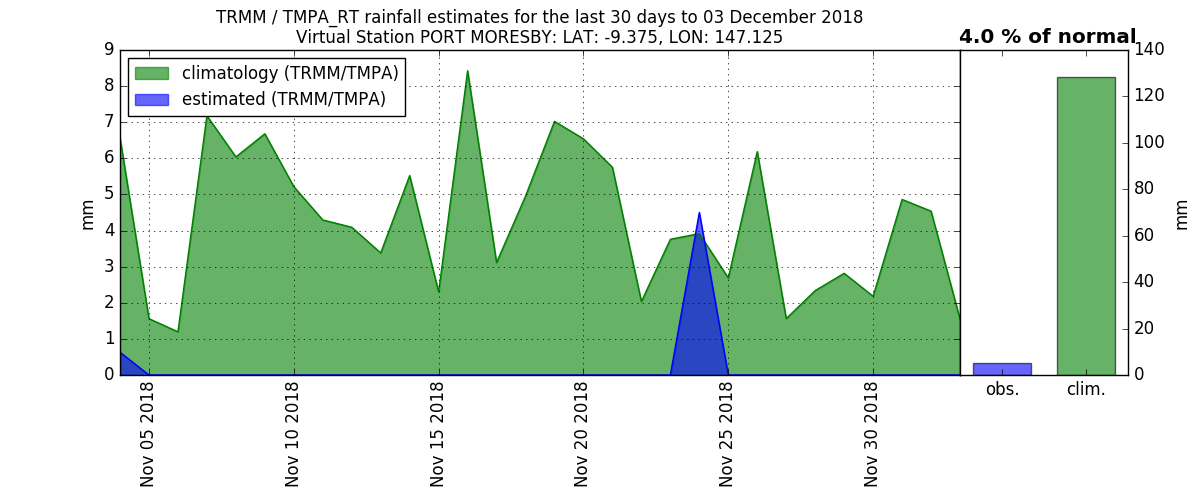 TRMM / TMPA_RT rainfall estimates for the last 30 days to 03 December 2018
Virtual Station PORT MORESBY: LAT: -9.375, LON: 147.125
4.0 % of normal
climatology (TRMM/TMPA)
estimated (TRMM/TMPA)
9
8
7
6
5
4
3
2
1
0
mm
Nov 05 2018
Nov 10 2018
Nov 15 2018
Nov 20 2018
Nov 25 2018
Nov 30 2018
140
120
100
80
60
40
20
0
mm
obs.
clim.